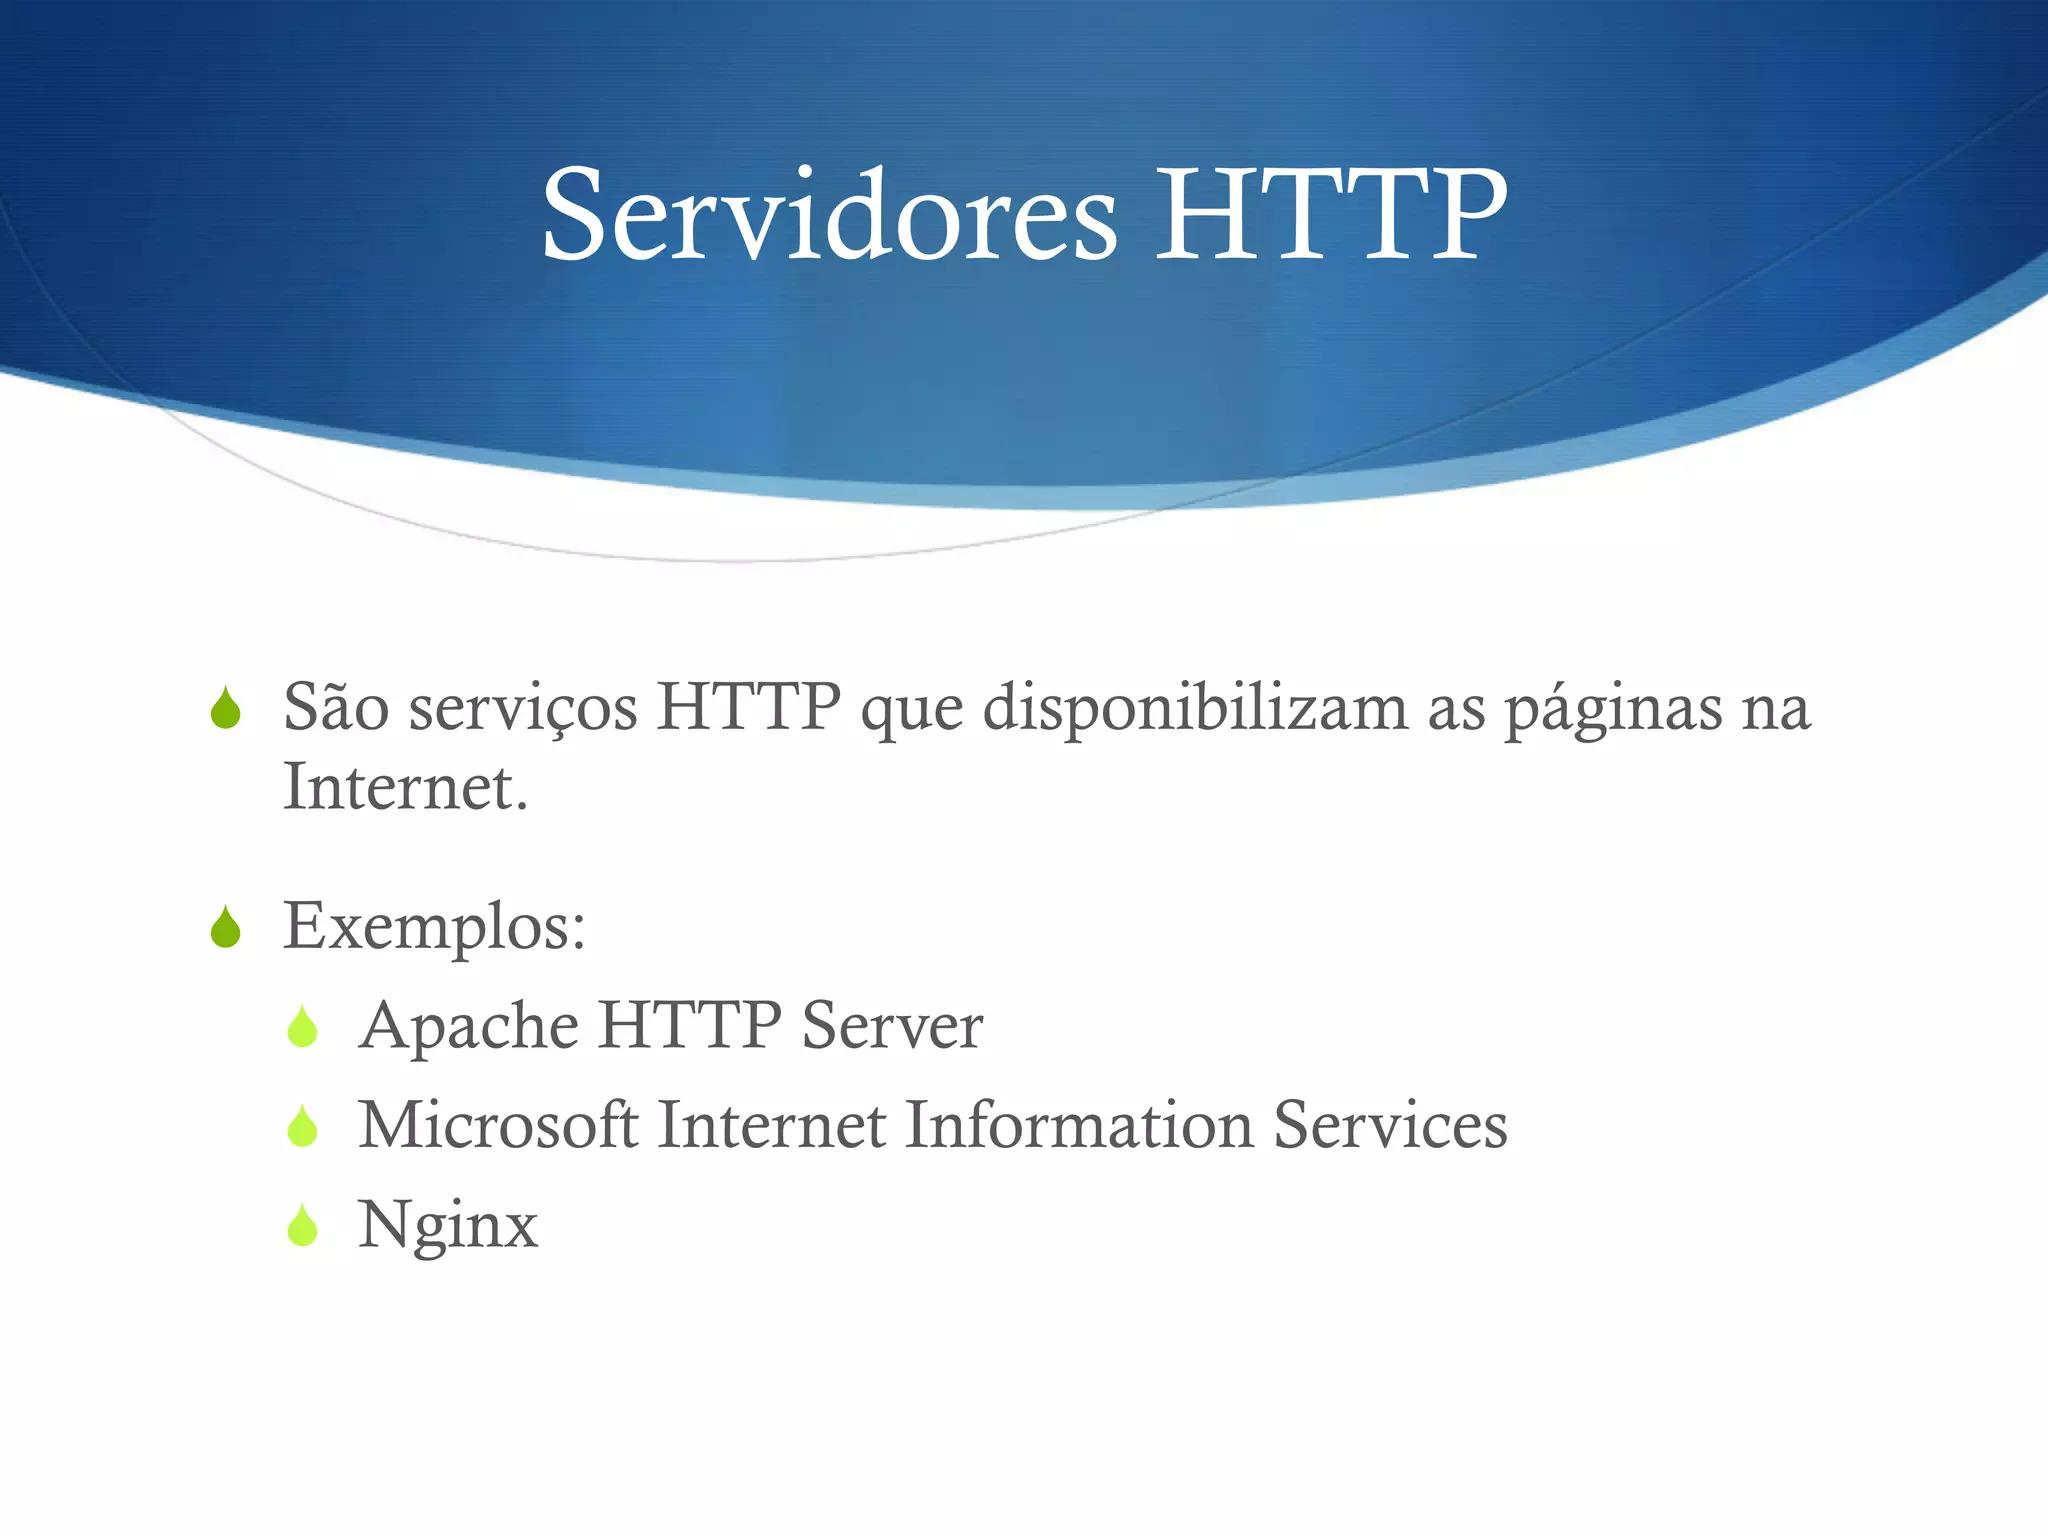 Servidores HTTP
São serviços HTTP que disponibilizam as páginas na
Internet.
Exemplos:
Apache HTTP Server
Microsoft Internet Information Services
Nginx